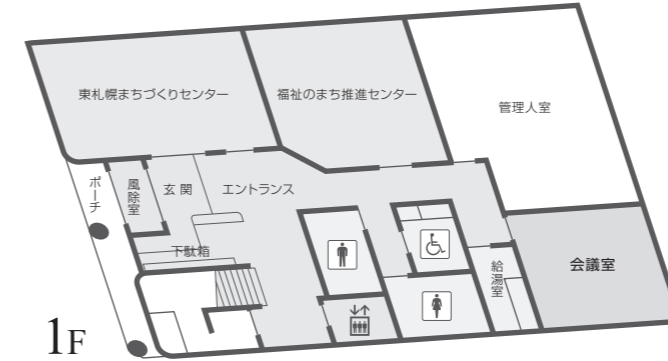 東札幌まちづくりセンター
福祉のまち推進センター
管理人室
ポーチ
風除室
玄関
エントランス
下駄箱
給湯室
会議室
1F